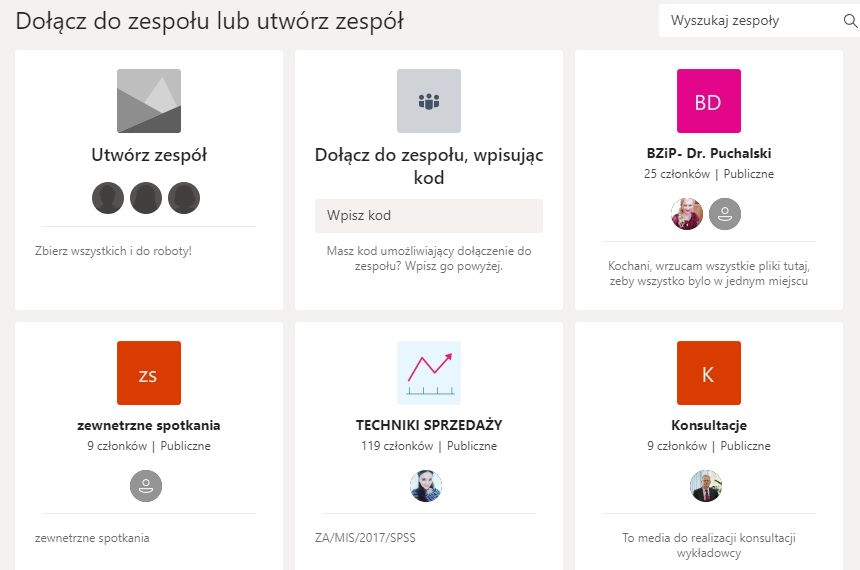 Dołącz do zespołu lub utwórz zespół
Wyszukaj zespoły
Utwórz zespół
Zbierz wszystkich i do roboty!
Dołącz do zespołu, wpisując
kod
Wpisz kod
Masz kod umożliwiający dołączenie do
zespołu? Wpisz go powyżej.
BD
BZiP- Dr. Puchalski
25 członków | Publiczne
Kochani, wrzucam wszystkie pliki tutaj,
zeby wszystko bylo w jednym miejscu
zs
zewnetrzne spotkania
9 członków | Publiczne
zewnetrzne spotkania
TECHNIKI SPRZEDAŻY
119 członków | Publiczne
ZA/MIS/2017/SPSS
K
Konsultacje
9 członków | Publiczne
To media do realizacji konsultacji
wykładowcy